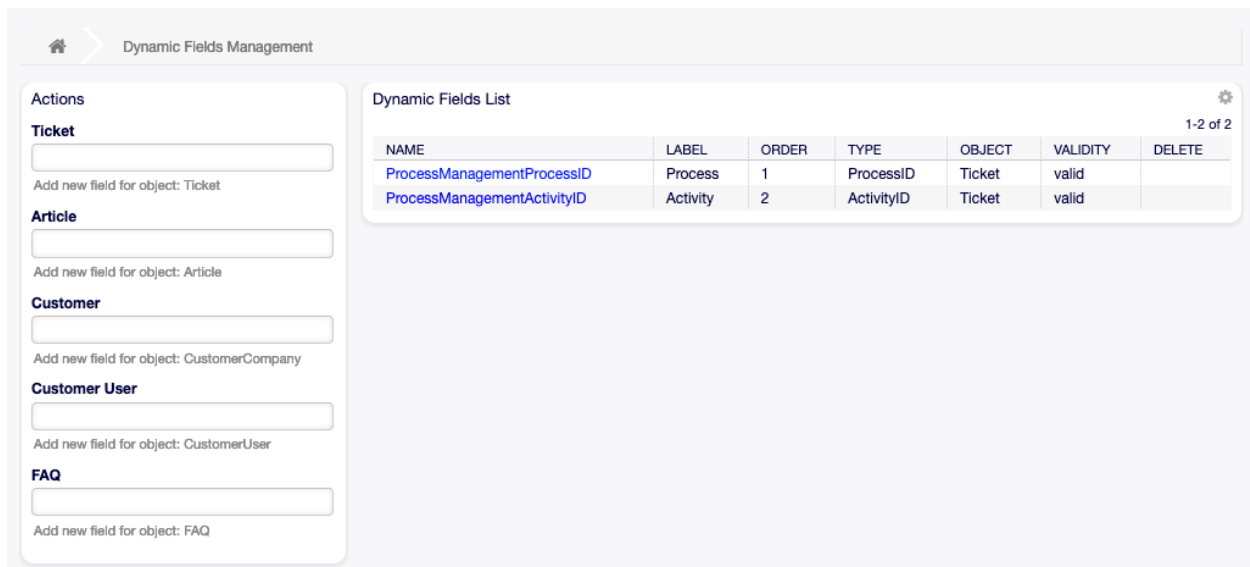 Dynamic Fields Management
Actions
Ticket
Add new field for object: Ticket
Article
Add new field for object: Article
Customer
Add new field for object: CustomerCompany
Customer User
Add new field for object: CustomerUser
FAQ
Add new field for object: FAQ
Dynamic Fields List
1-2 of 2
NAME LABEL ORDER TYPE OBJECT VALIDITY DELETE
ProcessManagementProcessID Process 1 ProcessID Ticket valid
ProcessManagementActivityID Activity 2 ActivityID Ticket valid